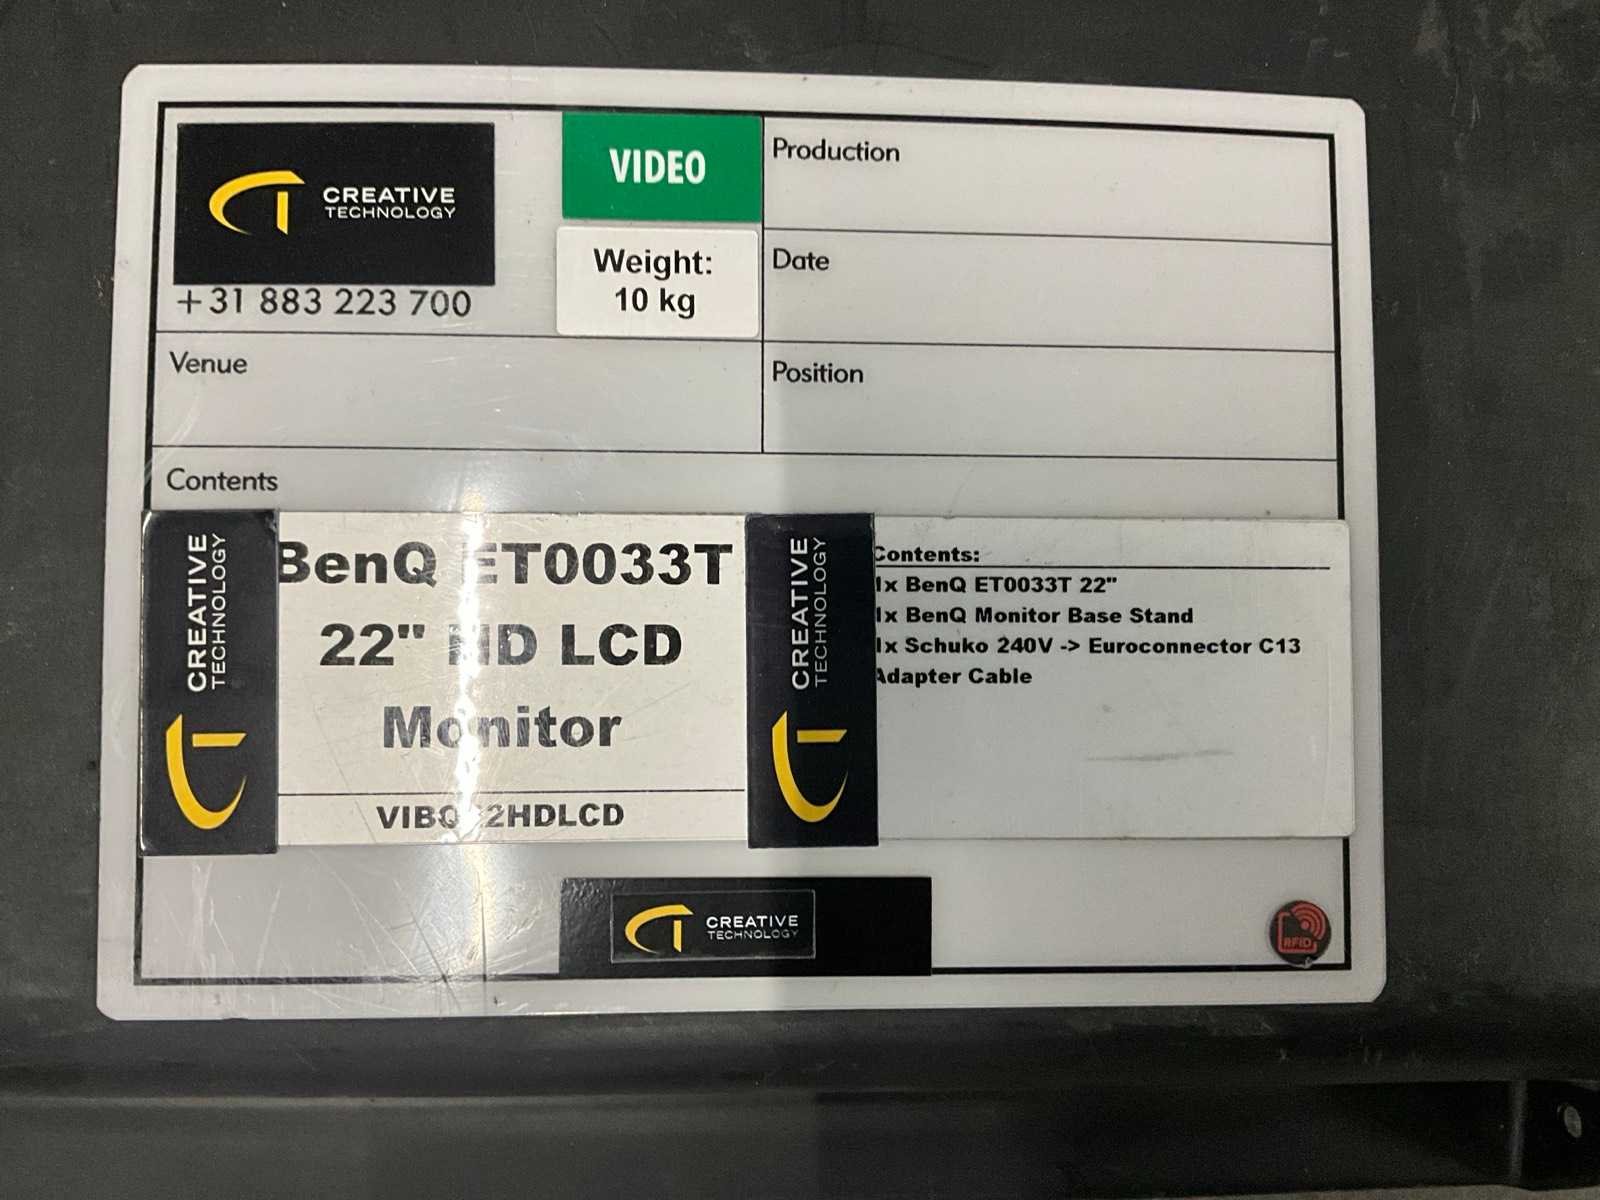 CREATIVE
TECHNOLOGY
+31 883 223 700
VIDEO
Weight:
10 kg
Production
Date
Venue
Position
Contents
CREATIVE
TECHNOLOGY
BenQ ET0033T
22" HD LCD
Monitor
CREATIVE
TECHNOLOGY
Contents:
1x BenQ ET0033T 22"
1x BenQ Monitor Base Stand
1x Schuko 240V -> Euroconnector C13
Adapter Cable
CREATIVE
TECHNOLOGY
RFID